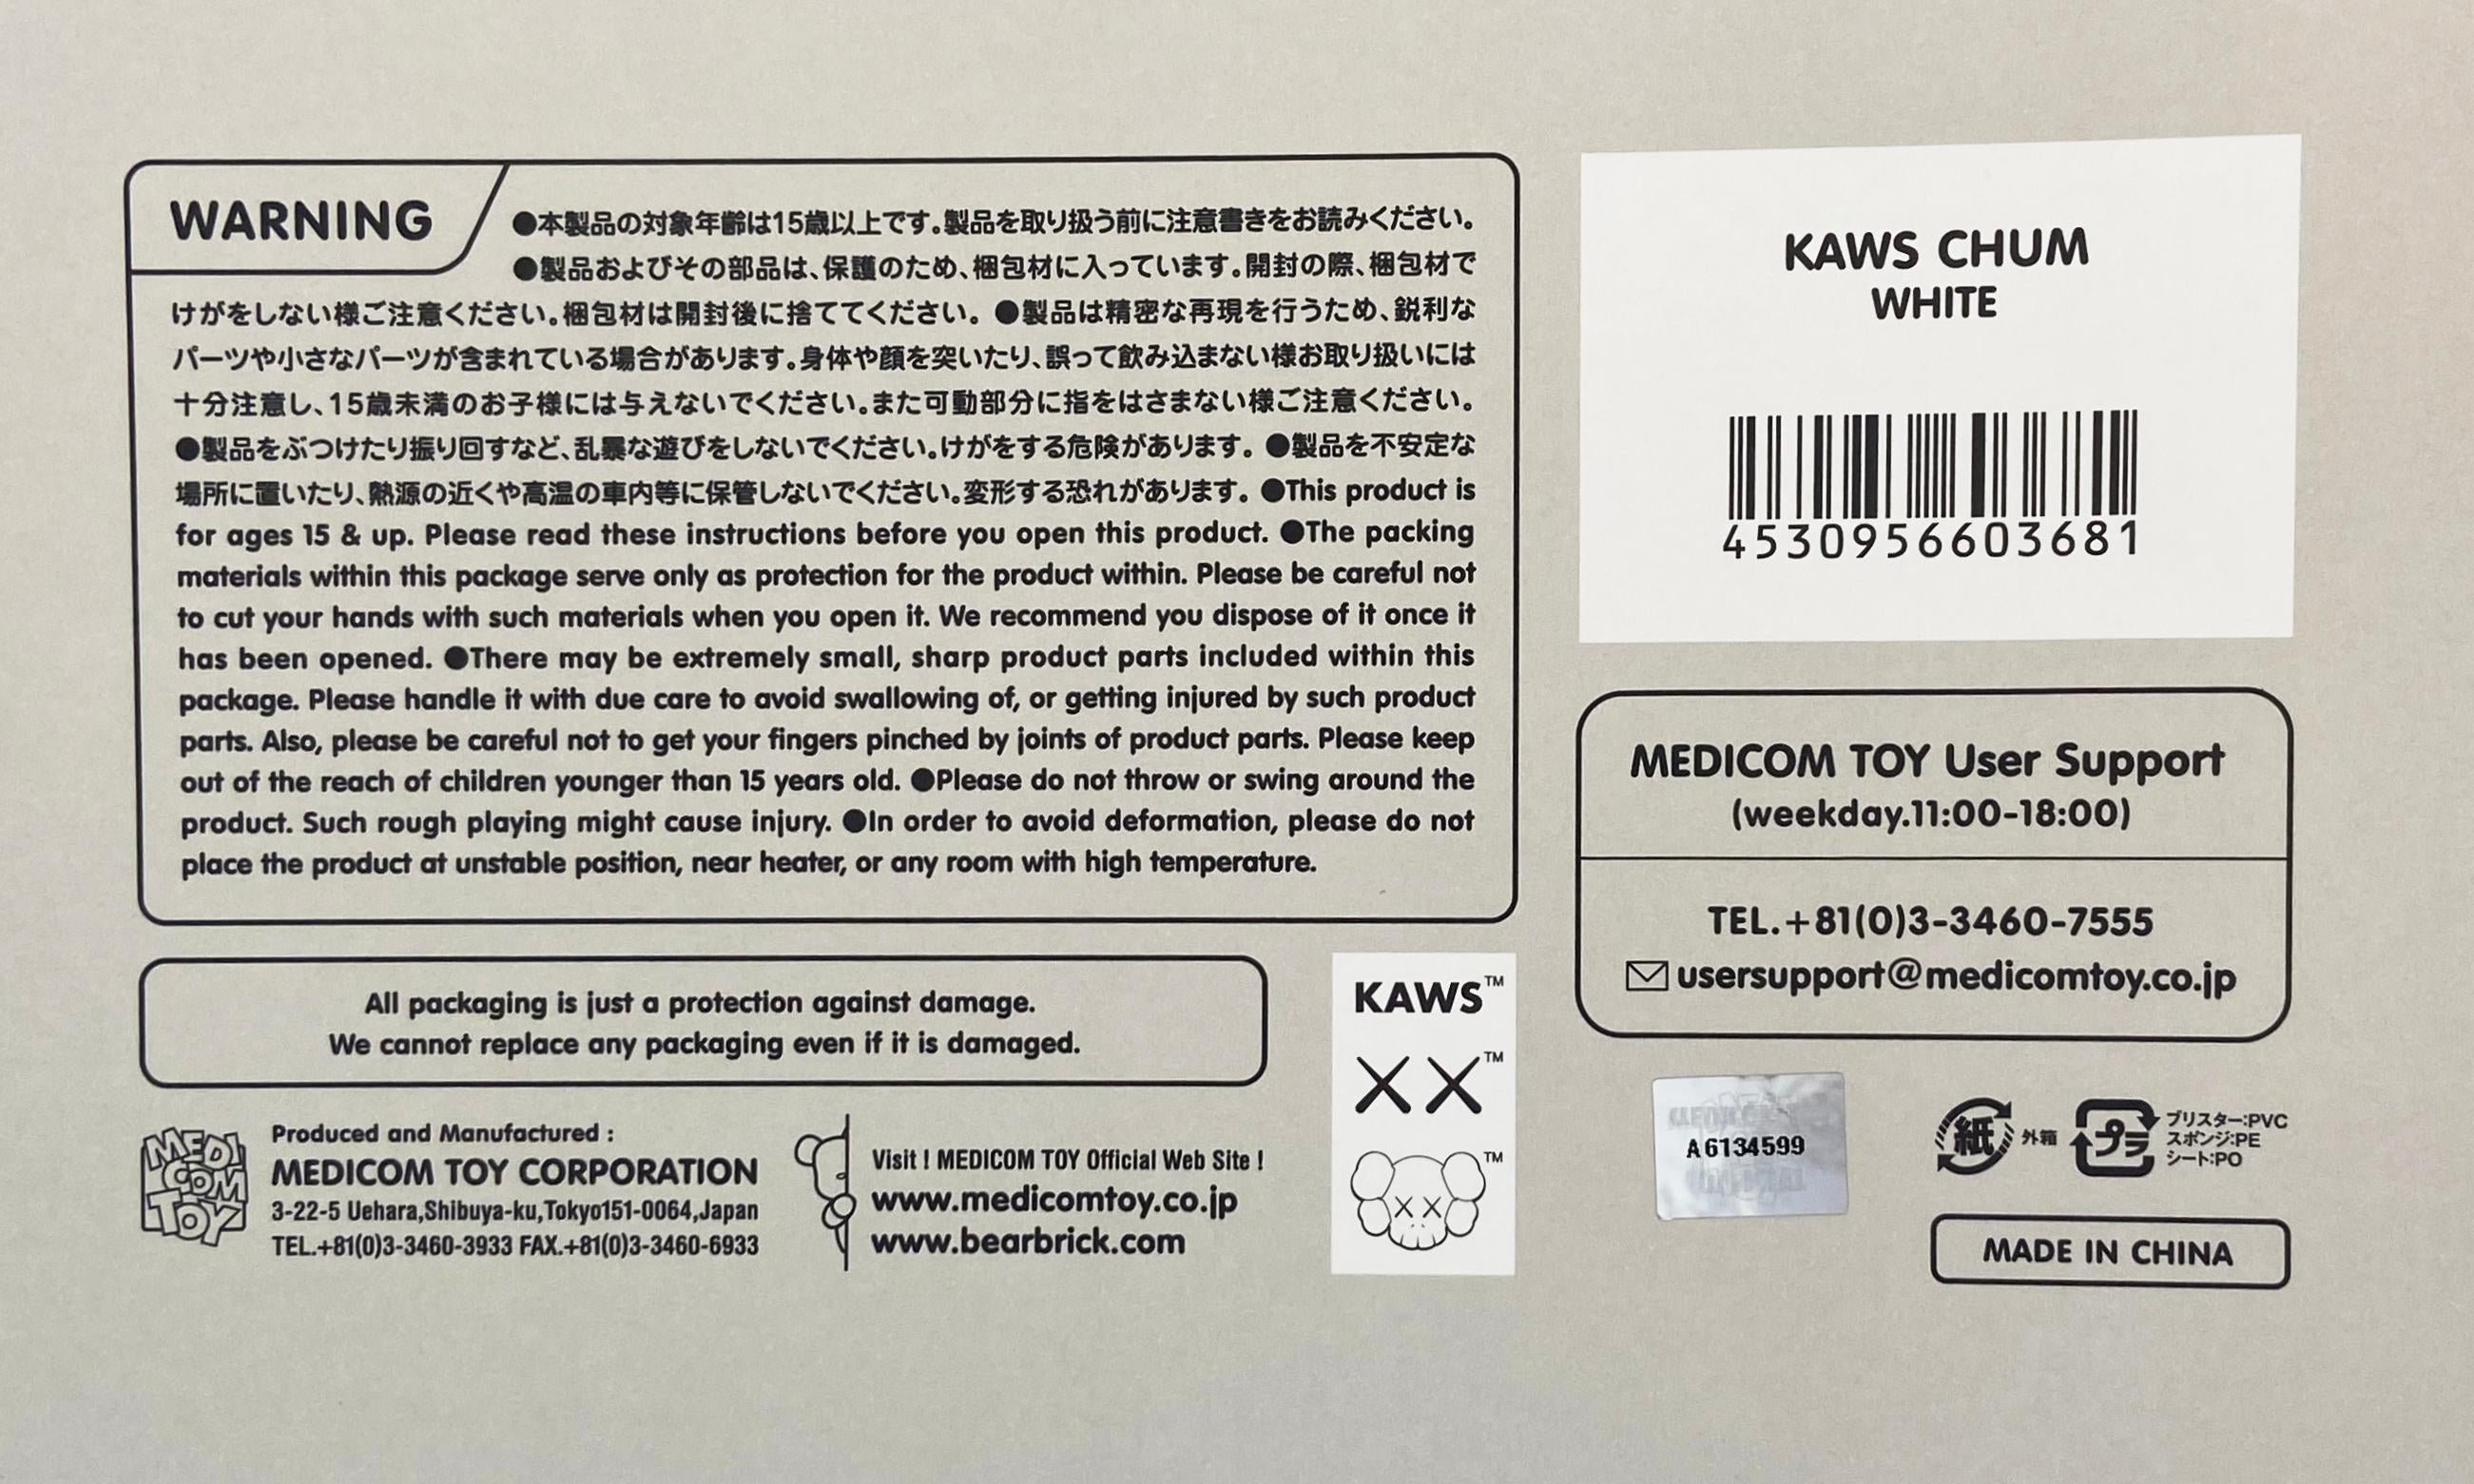 WARNING
●本製品の対象年齢は15歳以上です。製品を取り扱う前に注意書きをお読みください。
●製品およびその部品は、保護のため、梱包材に入っています。開封の際、梱包材で
けがをしない様ご注意ください。梱包材は開封後に捨ててください。 ●製品は精密な再現を行うため、鋭利な
パーツや小さなパーツが含まれている場合があります。身体や顔を突いたり、誤って飲み込まない様お取り扱いには
十分注意し、15歳未満のお子様には与えないでください。また可動部分に指をはさまない様ご注意ください。
●製品をぶつけたり振り回すなど、乱暴な遊びをしないでください。けがをする危険があります。 ●製品を不安定な
場所に置いたり、熱源の近くや高温の車内等に保管しないでください。変形する恐れがあります。 ●This product is
for ages 15 & up. Please read these instructions before you open this product. ●The packing
materials within this package serve only as protection for the product within. Please be careful not
to cut your hands with such materials when you open it. We recommend you dispose of it once it
has been opened. ●There may be extremely small, sharp product parts included within this
package. Please handle it with due care to avoid swallowing of, or getting injured by such product
parts. Also, please be careful not to get your fingers pinched by joints of product parts. Please keep
out of the reach of children younger than 15 years old. ●Please do not throw or swing around the
product. Such rough playing might cause injury. ●In order to avoid deformation, please do not
place the product at unstable position, near heater, or any room with high temperature.
All packaging is just a protection against damage.
We cannot replace any packaging even if it is damaged.
MEDI
COM
TOY
Produced and Manufactured :
MEDICOM TOY CORPORATION
3-22-5 Uehara,Shibuya-ku,Tokyo151-0064,Japan
TEL.+81(0)3-3460-3933 FAX.+81(0)3-3460-6933
Visit ! MEDICOM TOY Official Web Site !
www.medicomtoy.co.jp
www.bearbrick.com
KAWS™
XX™
™
KAWS CHUM
WHITE
4530956603681
MEDICOM TOY User Support
(weekday.11:00-18:00)
TEL.+81(0)3-3460-7555
usersupport@medicomtoy.co.jp
A6134599
紙 外箱
プラ
ブリスター:PVC
スポンジ:PE
シート:PO
MADE IN CHINA